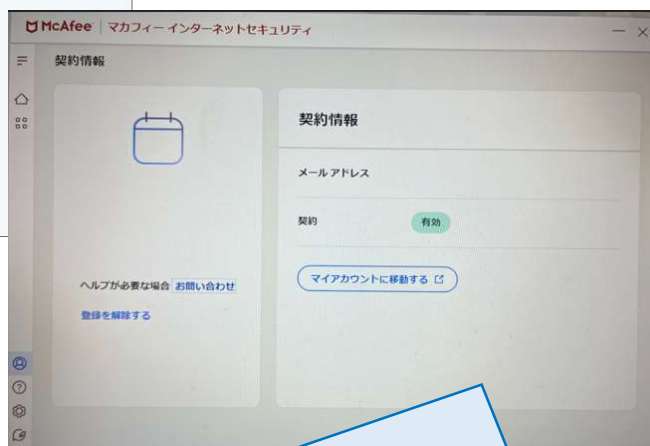 McAfee | マカフィー インターネットセキュリティ
契約情報
契約情報
メール アドレス
契約 有効
マイアカウントに移動する
ヘルプが必要な場合 お問い合わせ
登録を解除する